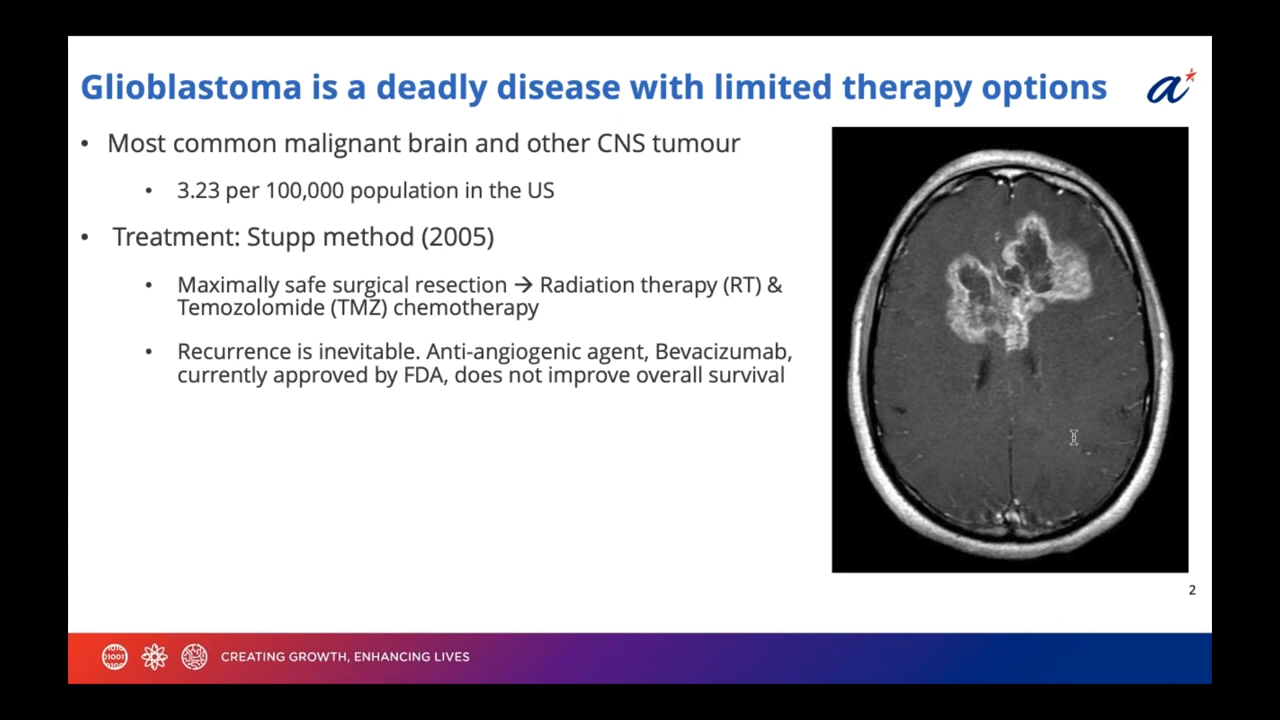 Glioblastoma is a deadly disease with limited therapy options
a*
• Most common malignant brain and other CNS tumour
• 3.23 per 100,000 population in the US
• Treatment: Stupp method (2005)
• Maximally safe surgical resection → Radiation therapy (RT) &
Temozolomide (TMZ) chemotherapy
• Recurrence is inevitable. Anti-angiogenic agent, Bevacizumab,
currently approved by FDA, does not improve overall survival
2
CREATING GROWTH, ENHANCING LIVES